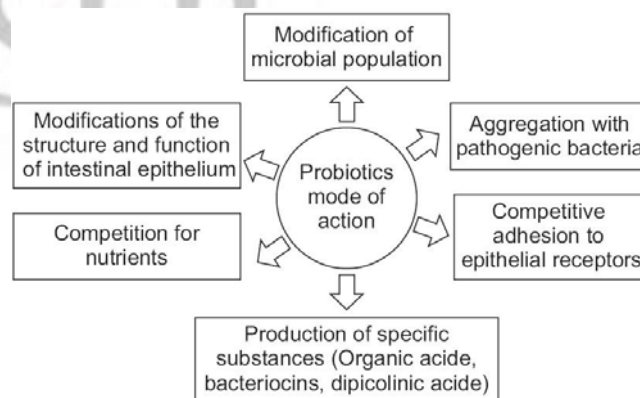 Modification of
microbial population
Modifications of the
structure and function
of intestinal epithelium
Aggregation with
pathogenic bacteria
Probiotics
mode of
action
Competition for
nutrients
Competitive
adhesion to
epithelial receptors
Production of specific
substances (Organic acide,
bacteriocins, dipicolinic acide)